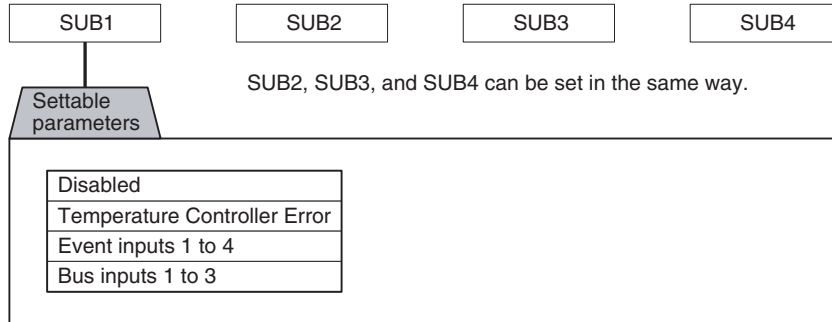 SUB1 SUB2 SUB3 SUB4
SUB2, SUB3, and SUB4 can be set in the same way.
Settable
parameters
Disabled
Temperature Controller Error
Event inputs 1 to 4
Bus inputs 1 to 3